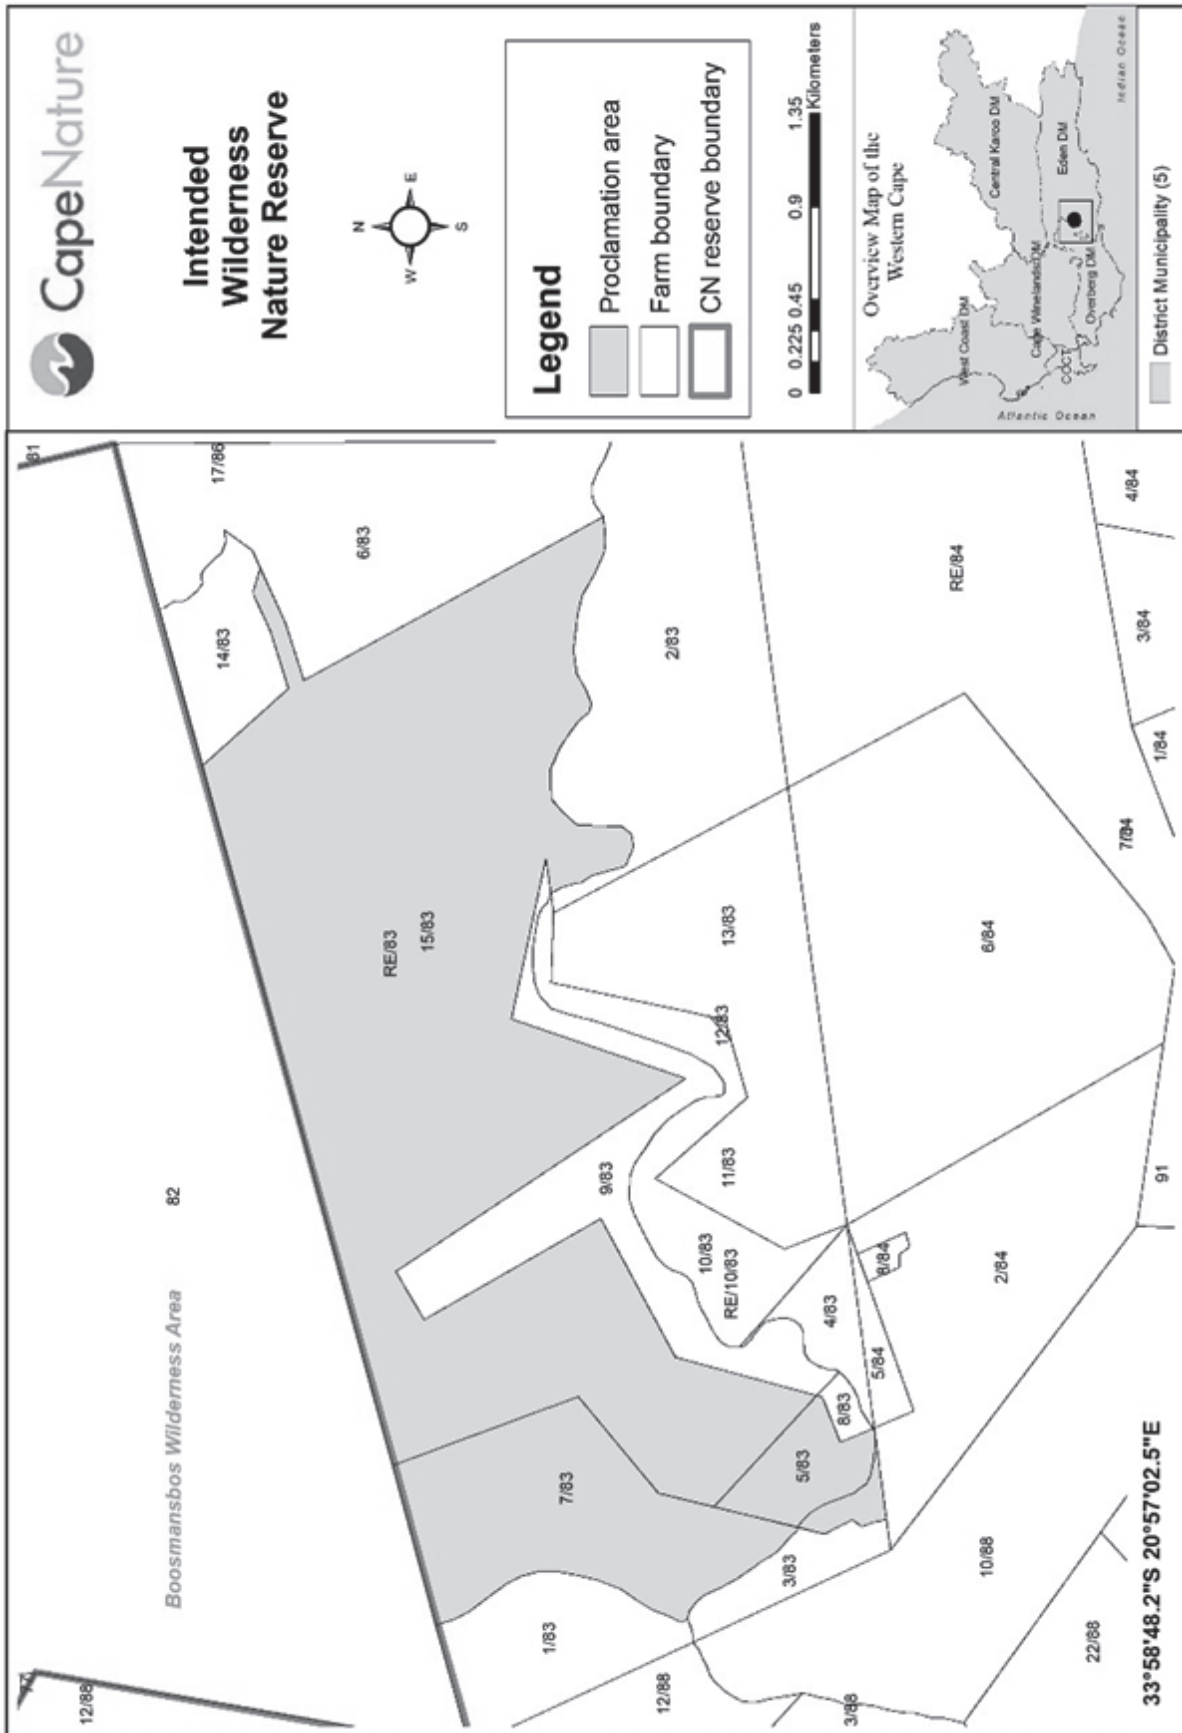 CapeNature
Intended
Wilderness
Nature Reserve
N
W
E
S
Legend
Proclamation area
Farm boundary
CN reserve boundary
0 0.225 0.45 0.9 1.35
Kilometers
Overview Map of the
Western Cape
West Coast DM
Central Karoo DM
Cape Winelands DM
Eden DM
COCT
Overberg DM
Atlantic Ocean
Indian Ocean
District Municipality (5)
12/88
Boosmansbos Wilderness Area
82
81
17/86
14/83
6/83
RE/83
15/83
1/83
7/83
9/83
2/83
12/88
3/83
5/83
8/83
4/83
10/83
RE/10/83
11/83
12/83
13/83
3/88
5/84
8/84
RE/84
10/88
2/84
6/84
22/88
91
7/84
1/84
3/84
4/84
33°58'48.2"S 20°57'02.5"E